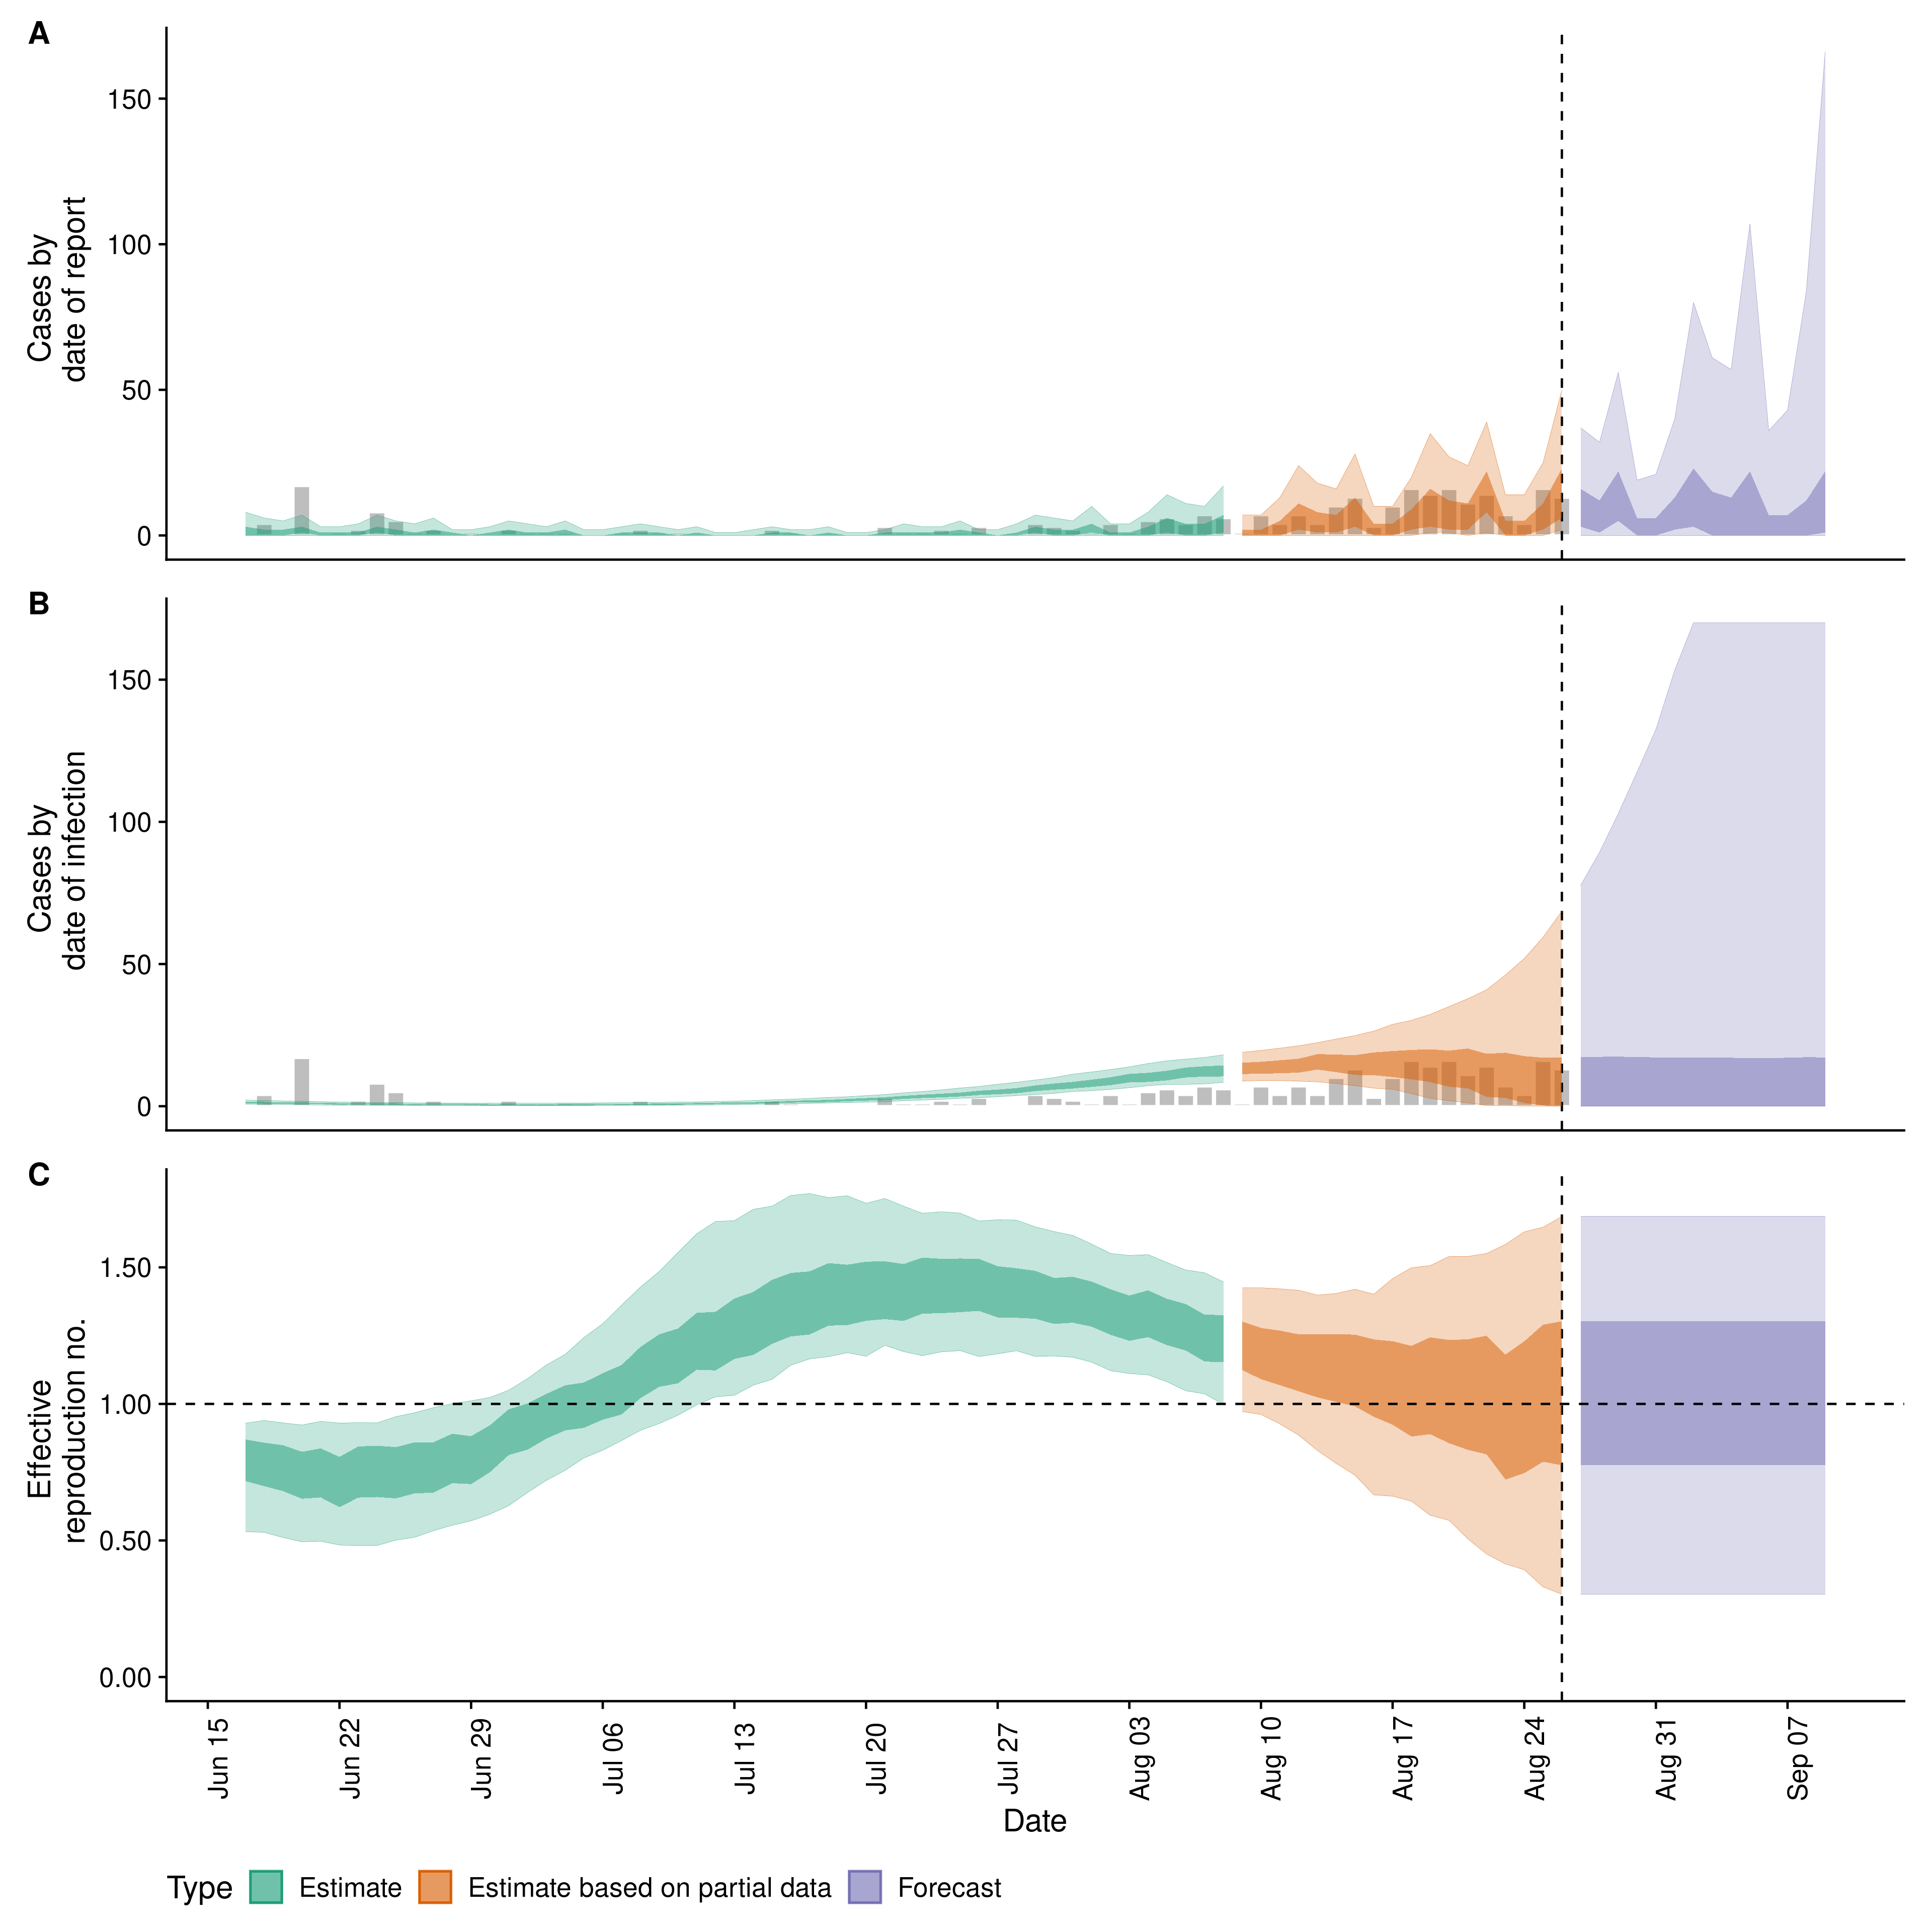 A
Cases by
date of report
150
100
50
0
B
Cases by
date of infection
150
100
50
0
C
Effective
reproduction no.
1.50
1.00
0.50
0.00
Jun 15
Jun 22
Jun 29
Jul 06
Jul 13
Jul 20
Jul 27
Aug 03
Aug 10
Aug 17
Aug 24
Aug 31
Sep 07
Date
Type
Estimate
Estimate based on partial data
Forecast